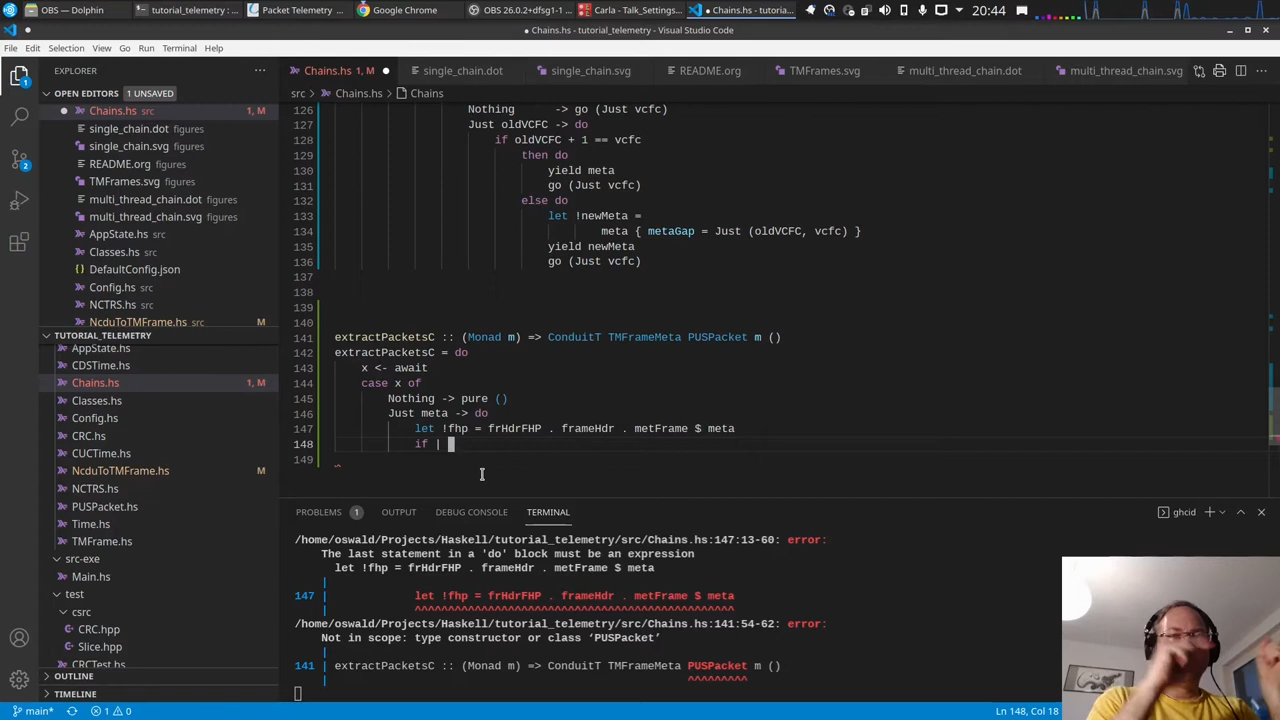 OBS — Dolphin
tutorial_telemetry : ...
Packet Telemetry ...
Google Chrome
OBS 26.0.2+dfsg1-1 ...
Carla - Talk_Settings...
● Chains.hs - tutoria...
20:44
● Chains.hs - tutorial_telemetry - Visual Studio Code
File Edit Selection View Go Run Terminal Help
EXPLORER ...
OPEN EDITORS 1 UNSAVED
Chains.hs src 1, M
single_chain.dot figures
single_chain.svg figures
README.org figures
TMFrames.svg figures
multi_thread_chain.dot figures
multi_thread_chain.svg figures
AppState.hs src
Classes.hs src
DefaultConfig.json src
Config.hs src
NCTRS.hs src
NcduToTMFrame.hs src M
TUTORIAL_TELEMETRY
AppState.hs
CDSTime.hs
Chains.hs 1, M
Classes.hs
Config.hs
CRC.hs
CUCTime.hs
NcduToTMFrame.hs M
NCTRS.hs
PUSPacket.hs
Time.hs
TMFrame.hs
src-exe
Main.hs
test
csrc
CRC.hpp
Slice.hpp
CRCTest.hs
OUTLINE
TIMELINE
Chains.hs 1, M ●
single_chain.dot
single_chain.svg
README.org
TMFrames.svg
multi_thread_chain.dot
multi_thread_chain.svg
src > Chains.hs > Chains
126 Nothing -> go (Just vcfc)
127 Just oldVCFC -> do
128 if oldVCFC + 1 == vcfc
129 then do
130 yield meta
131 go (Just vcfc)
132 else do
133 let !newMeta =
134 meta { metaGap = Just (oldVCFC, vcfc) }
135 yield newMeta
136 go (Just vcfc)
137
138
139
140
141 extractPacketsC :: (Monad m) => ConduitT TMFrameMeta PUSPacket m ()
142 extractPacketsC = do
143 x <- await
144 case x of
145 Nothing -> pure ()
146 Just meta -> do
147 let !fhp = frHdrFHP . frameHdr . metFrame $ meta
148 if |
149
PROBLEMS 1 OUTPUT DEBUG CONSOLE TERMINAL
ghcid
/home/oswald/Projects/Haskell/tutorial_telemetry/src/Chains.hs:147:13-60: error:
The last statement in a 'do' block must be an expression
let !fhp = frHdrFHP . frameHdr . metFrame $ meta
|
147 | let !fhp = frHdrFHP . frameHdr . metFrame $ meta
| ^^^^^^^^^^^^^^^^^^^^^^^^^^^^^^^^^^^^^^^^^^^^^^^^
/home/oswald/Projects/Haskell/tutorial_telemetry/src/Chains.hs:141:54-62: error:
Not in scope: type constructor or class ‘PUSPacket’
|
141 | extractPacketsC :: (Monad m) => ConduitT TMFrameMeta PUSPacket m ()
| ^^^^^^^^^
main* 1 0
Ln 148, Col 18